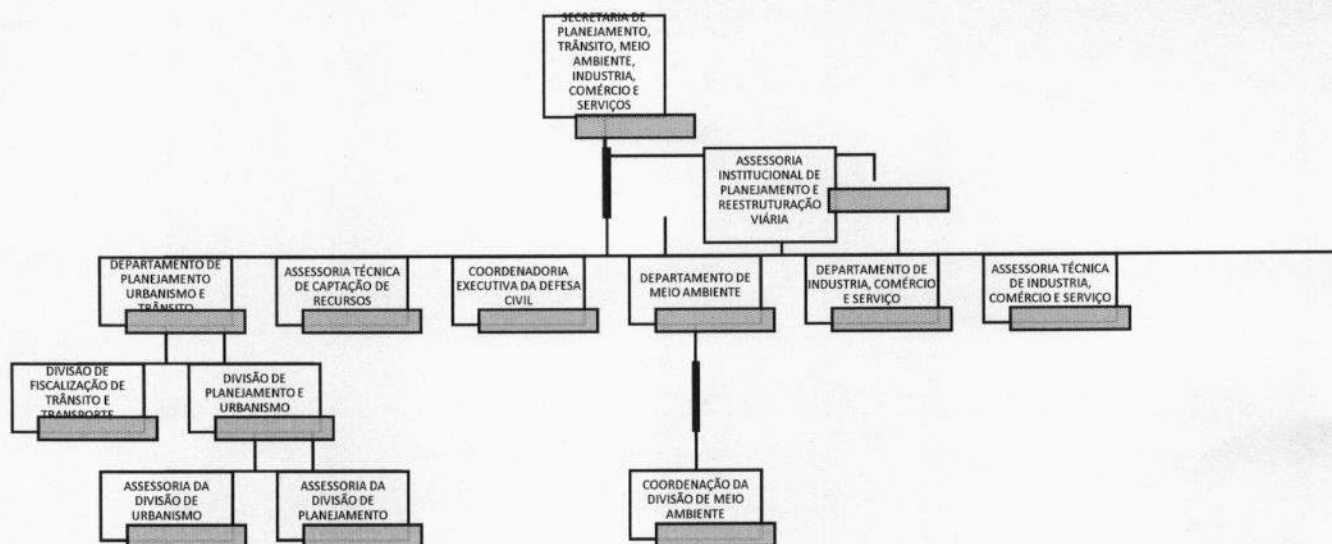 SECRETARIA DE
PLANEJAMENTO,
TRÂNSITO, MEIO
AMBIENTE,
INDUSTRIA,
COMÉRCIO E
SERVIÇOS
ASSESSORIA
INSTITUCIONAL DE
PLANEJAMENTO E
REESTRUTURAÇÃO
VIÁRIA
DEPARTAMENTO DE
PLANEJAMENTO
URBANISMO E
TRÂNSITO
ASSESSORIA TÉCNICA
DE CAPTAÇÃO DE
RECURSOS
COORDENADORIA
EXECUTIVA DA DEFESA
CIVIL
DEPARTAMENTO DE
MEIO AMBIENTE
DEPARTAMENTO DE
INDUSTRIA, COMÉRCIO
E SERVIÇO
ASSESSORIA TÉCNICA
DE INDUSTRIA,
COMÉRCIO E SERVIÇO
DIVISÃO DE
FISCALIZAÇÃO DE
TRÂNSITO E
TRANSPORTE
DIVISÃO DE
PLANEJAMENTO E
URBANISMO
ASSESSORIA DA
DIVISÃO DE
URBANISMO
ASSESSORIA DA
DIVISÃO DE
PLANEJAMENTO
COORDENAÇÃO DA
DIVISÃO DE MEIO
AMBIENTE